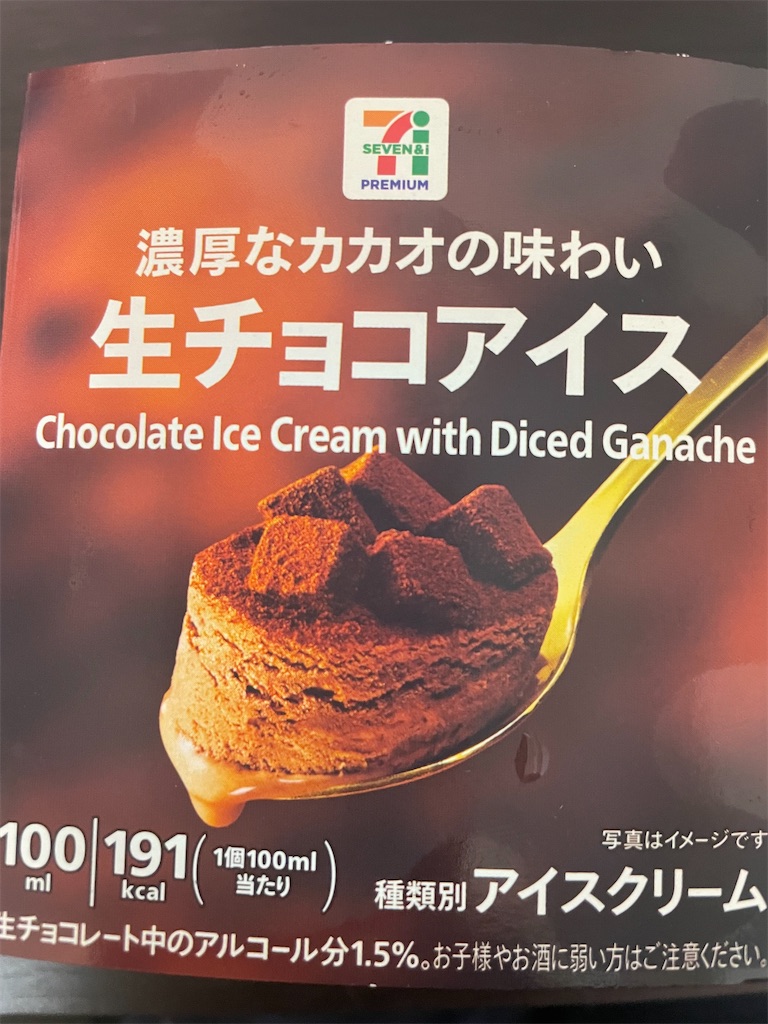 SEVEN&i
PREMIUM
濃厚なカカオの味わい
生チョコアイス
Chocolate Ice Cream with Diced Ganache
写真はイメージです
100ml 191kcal (1個100ml当たり)
種類別 アイスクリーム
生チョコレート中のアルコール分1.5%。お子様やお酒に弱い方はご注意ください。